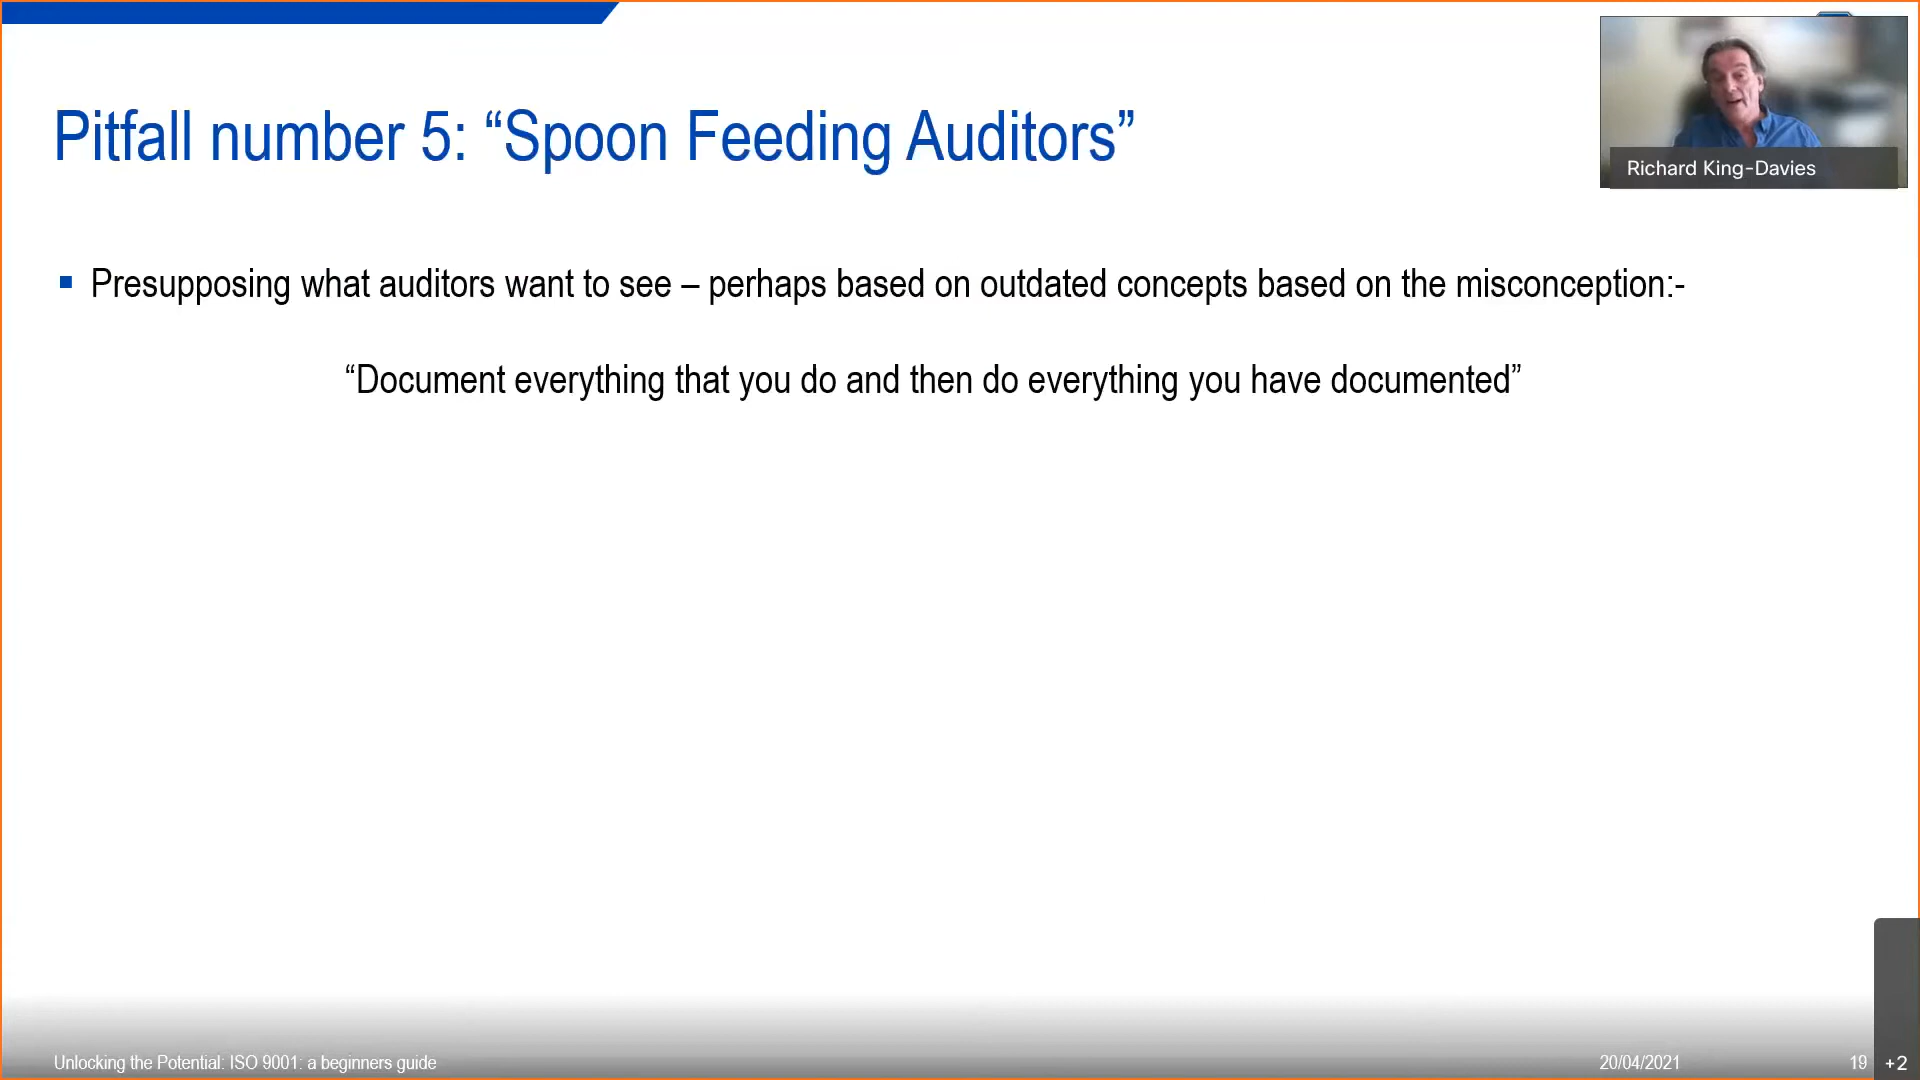 Pitfall number 5: “Spoon Feeding Auditors”
Richard King-Davies
▪ Presupposing what auditors want to see – perhaps based on outdated concepts based on the misconception:-
“Document everything that you do and then do everything you have documented”
Unlocking the Potential: ISO 9001: a beginners guide
20/04/2021
19
+2